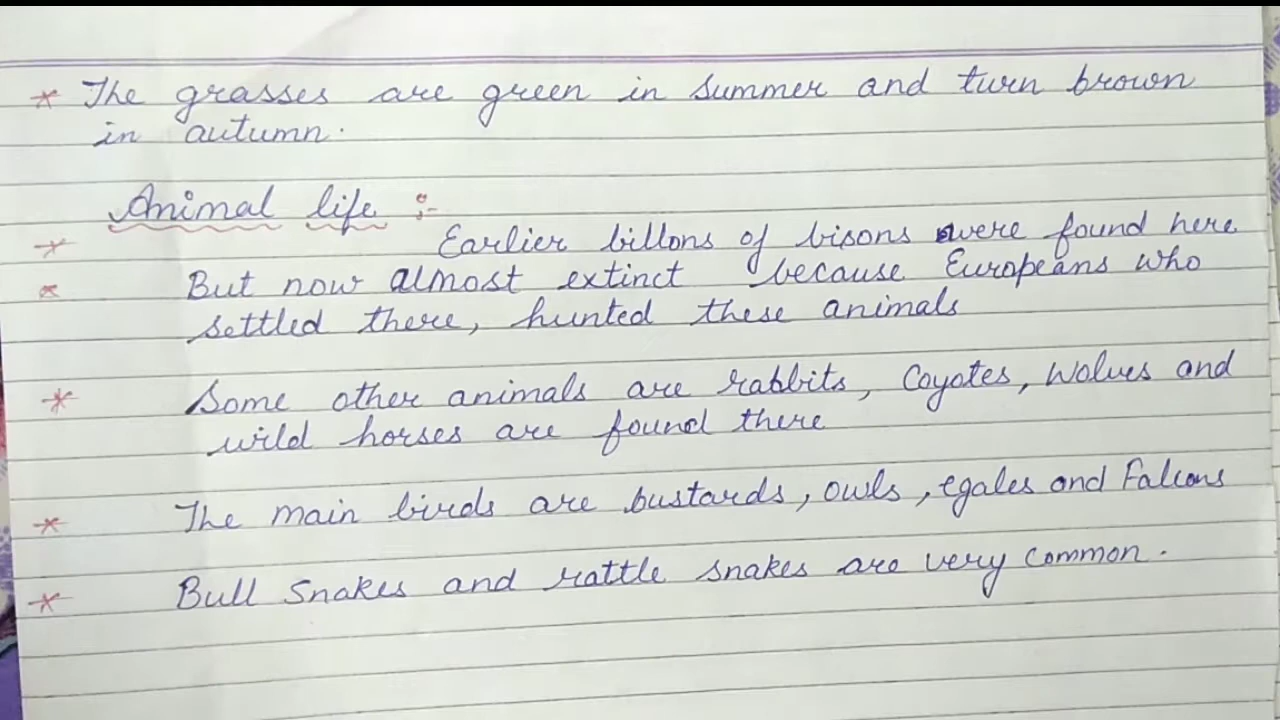 * The grasses are green in summer and turn brown
in autumn.
Animal life :-
* Earlier billons of bisons were found here
* But now almost extinct because Europeans who
settled there, hunted these animals
* Some other animals are rabbits, Coyotes, Wolves and
wild horses are found there
* The main birds are bustards, owls, egales and Falcons
* Bull Snakes and rattle snakes are very common.